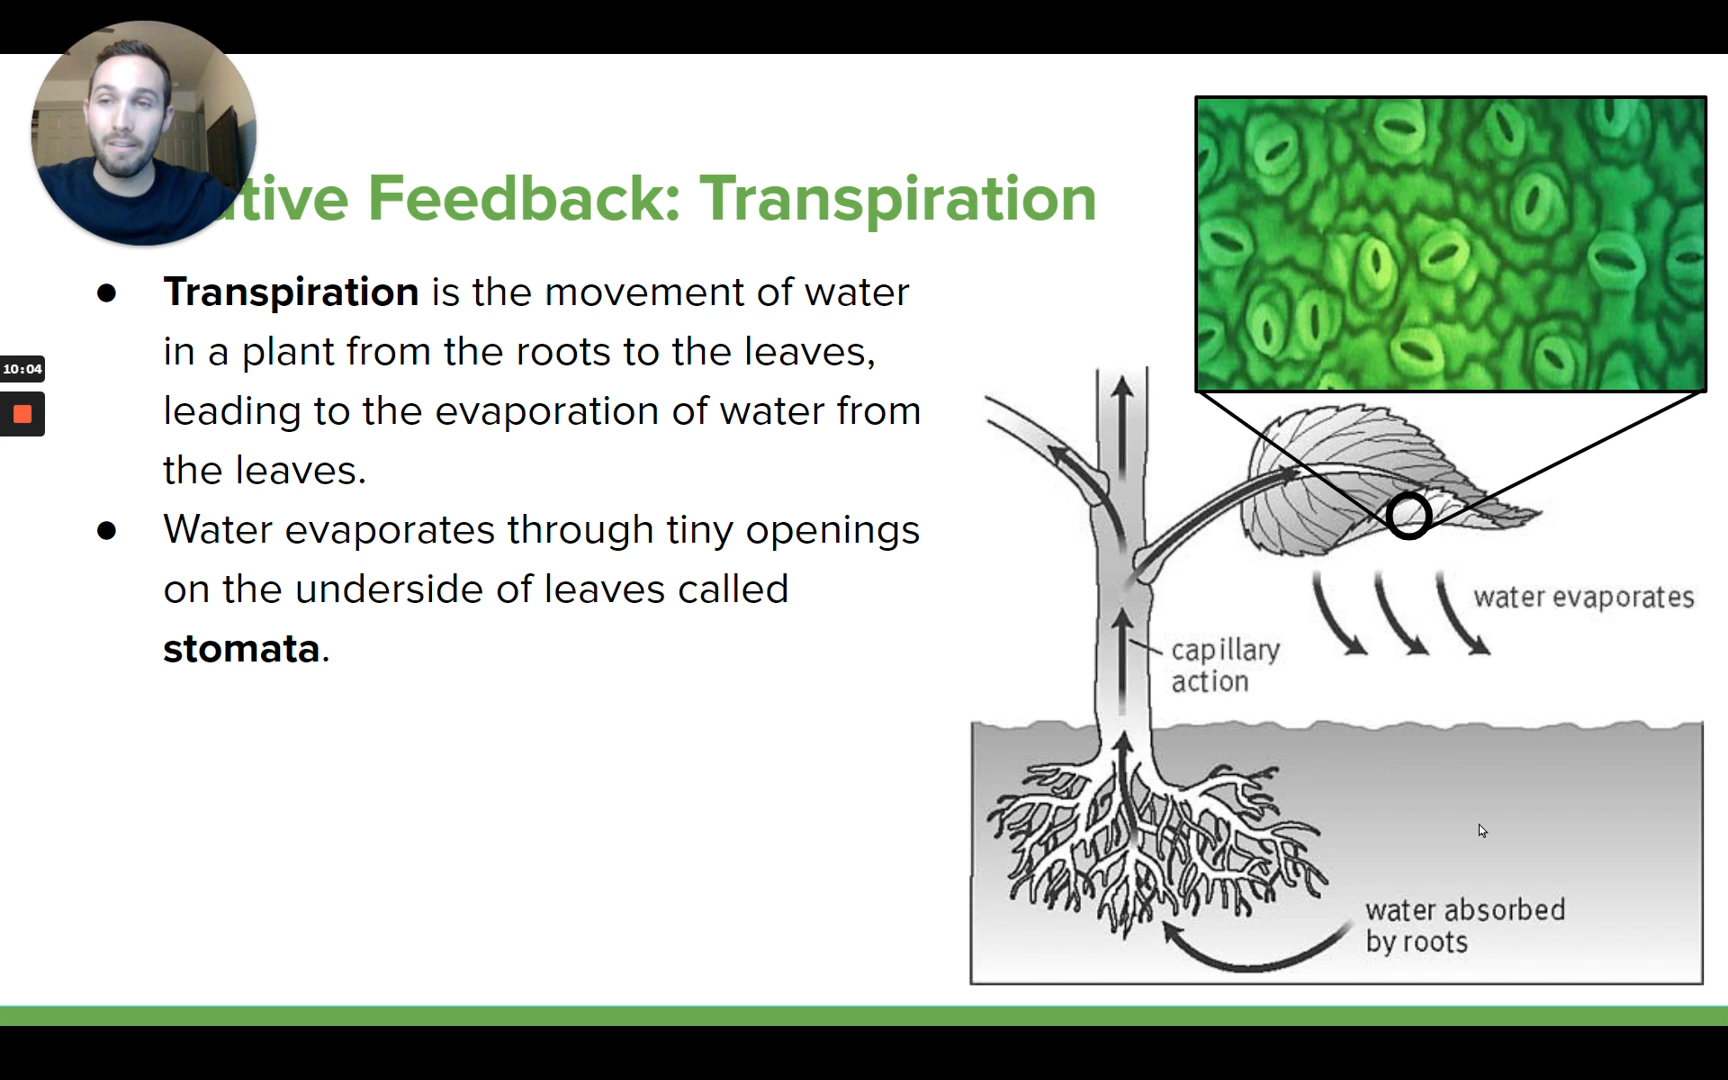 tive Feedback: Transpiration
● Transpiration is the movement of water
in a plant from the roots to the leaves,
leading to the evaporation of water from
the leaves.
● Water evaporates through tiny openings
on the underside of leaves called
stomata.
10:04
water evaporates
capillary
action
water absorbed
by roots